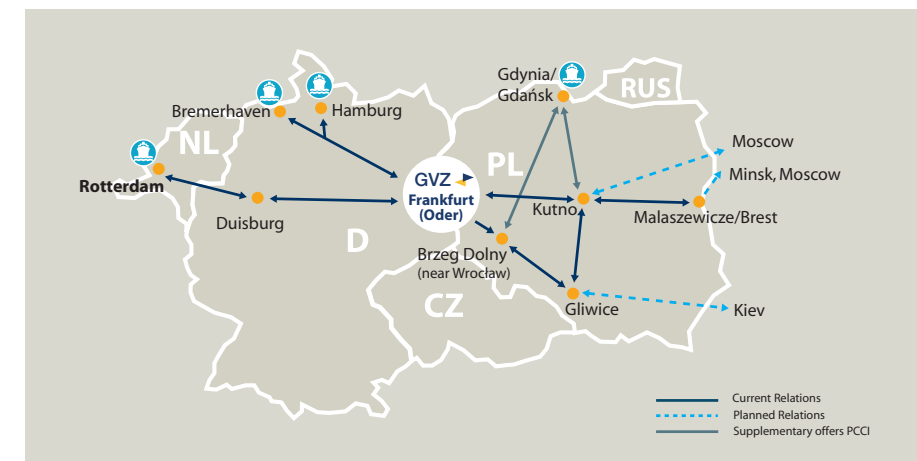 Gdynia/
Gdańsk
RUS
Bremerhaven
Hamburg
NL
PL
Moscow
Minsk, Moscow
Rotterdam
GVZ
Frankfurt
(Oder)
Kutno
Malaszewicze/Brest
Duisburg
D
Brzeg Dolny
(near Wrocław)
CZ
Gliwice
Kiev
Current Relations
Planned Relations
Supplementary offers PCCI